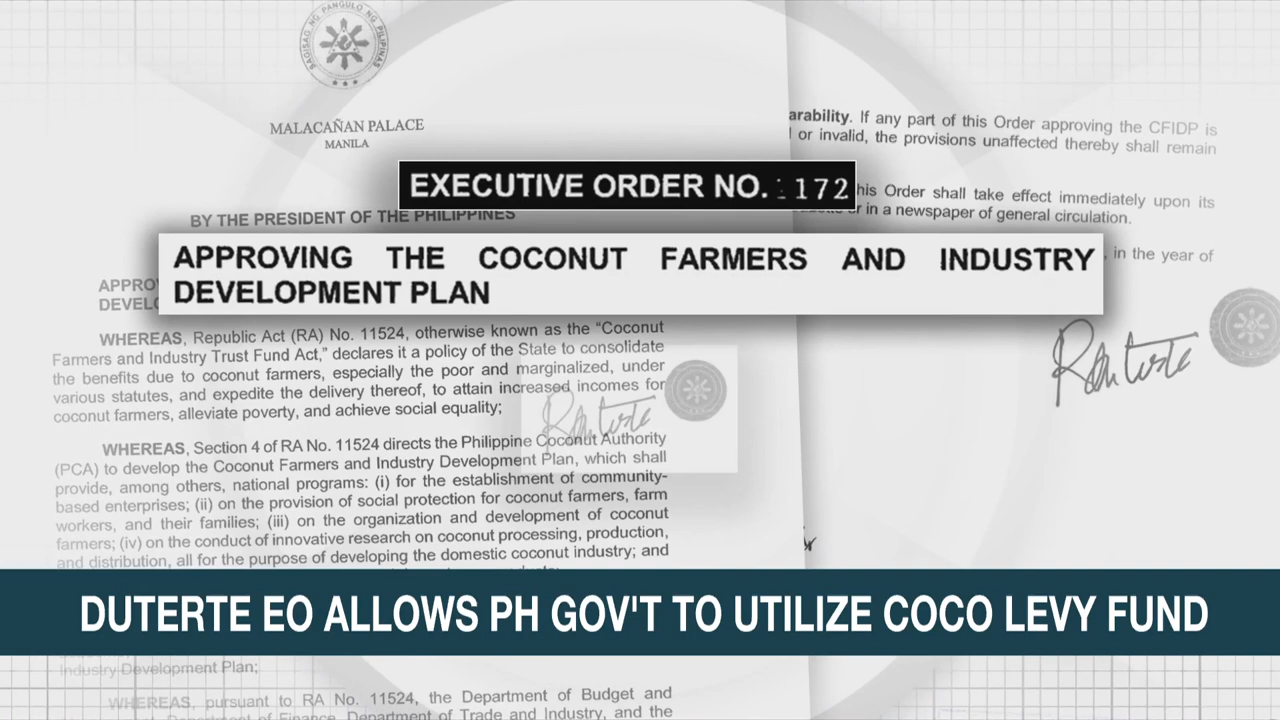 SAGISAG NG PANGULO NG PILIPINAS
MALACAÑAN PALACE
MANILA
EXECUTIVE ORDER NO. 172
BY THE PRESIDENT OF THE PHILIPPINES
APPROVING THE COCONUT FARMERS AND INDUSTRY
DEVELOPMENT PLAN
WHEREAS, Republic Act (RA) No. 11524, otherwise known as the “Coconut
Farmers and Industry Trust Fund Act,” declares it a policy of the State to consolidate
the benefits due to coconut farmers, especially the poor and marginalized, under
various statutes, and expedite the delivery thereof, to attain increased incomes for
coconut farmers, alleviate poverty, and achieve social equality;
WHEREAS, Section 4 of RA No. 11524 directs the Philippine Coconut Authority
(PCA) to develop the Coconut Farmers and Industry Development Plan, which shall
provide, among others, national programs: (i) for the establishment of community-
based enterprises; (ii) on the provision of social protection for coconut farmers, farm
workers, and their families; (iii) on the organization and development of coconut
farmers; (iv) on the conduct of innovative research on coconut processing, production,
and distribution, all for the purpose of developing the domestic coconut industry; and
Industry Development Plan;
WHEREAS, pursuant to RA No. 11524, the Department of Budget and
of Finance, Department of Trade and Industry, and the
arability. If any part of this Order approving the CFIDP is
or invalid, the provisions unaffected thereby shall remain
his Order shall take effect immediately upon its
or in a newspaper of general circulation.
, in the year of
DUTERTE EO ALLOWS PH GOV'T TO UTILIZE COCO LEVY FUND